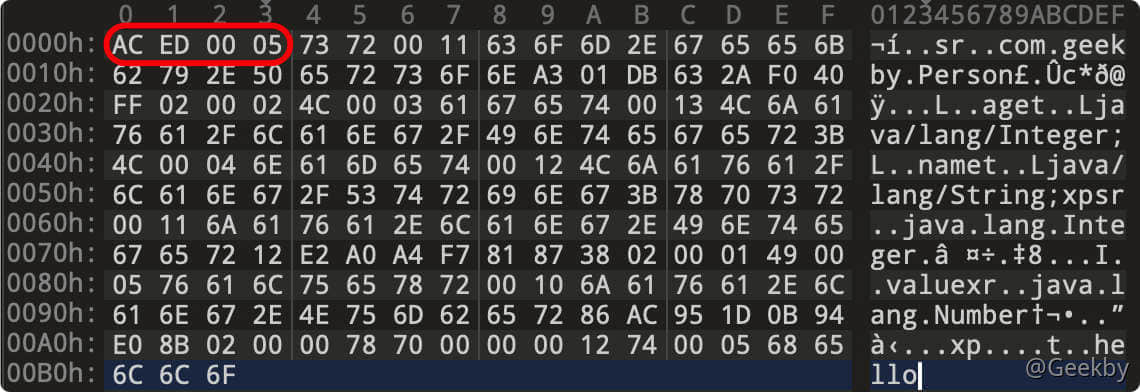 0 1 2 3 4 5 6 7 8 9 A B C D E F 0123456789ABCDEF
0000h: AC ED 00 05 73 72 00 11 63 6F 6D 2E 67 65 65 6B ¬í..sr..com.geek
0010h: 62 79 2E 50 65 72 73 6F 6E A3 01 DB 63 2A F0 40 by.Person£.Ûc*ð@
0020h: FF 02 00 02 4C 00 03 61 67 65 74 00 13 4C 6A 61 ÿ...L..aget..Lja
0030h: 76 61 2F 6C 61 6E 67 2F 49 6E 74 65 67 65 72 3B va/lang/Integer;
0040h: 4C 00 04 6E 61 6D 65 74 00 12 4C 6A 61 76 61 2F L..namet..Ljava/
0050h: 6C 61 6E 67 2F 53 74 72 69 6E 67 3B 78 70 73 72 lang/String;xpsr
0060h: 00 11 6A 61 76 61 2E 6C 61 6E 67 2E 49 6E 74 65 ..java.lang.Inte
0070h: 67 65 72 12 E2 A0 A4 F7 81 87 38 02 00 01 49 00 ger.â ¤÷.‡8...I.
0080h: 05 76 61 6C 75 65 78 72 00 10 6A 61 76 61 2E 6C .valuexr..java.l
0090h: 61 6E 67 2E 4E 75 6D 62 65 72 86 AC 95 1D 0B 94 ang.Number†¬•..”
00A0h: E0 8B 02 00 00 78 70 00 00 00 12 74 00 05 68 65 à‹...xp....t..he
00B0h: 6C 6C 6F llo
@Geekby